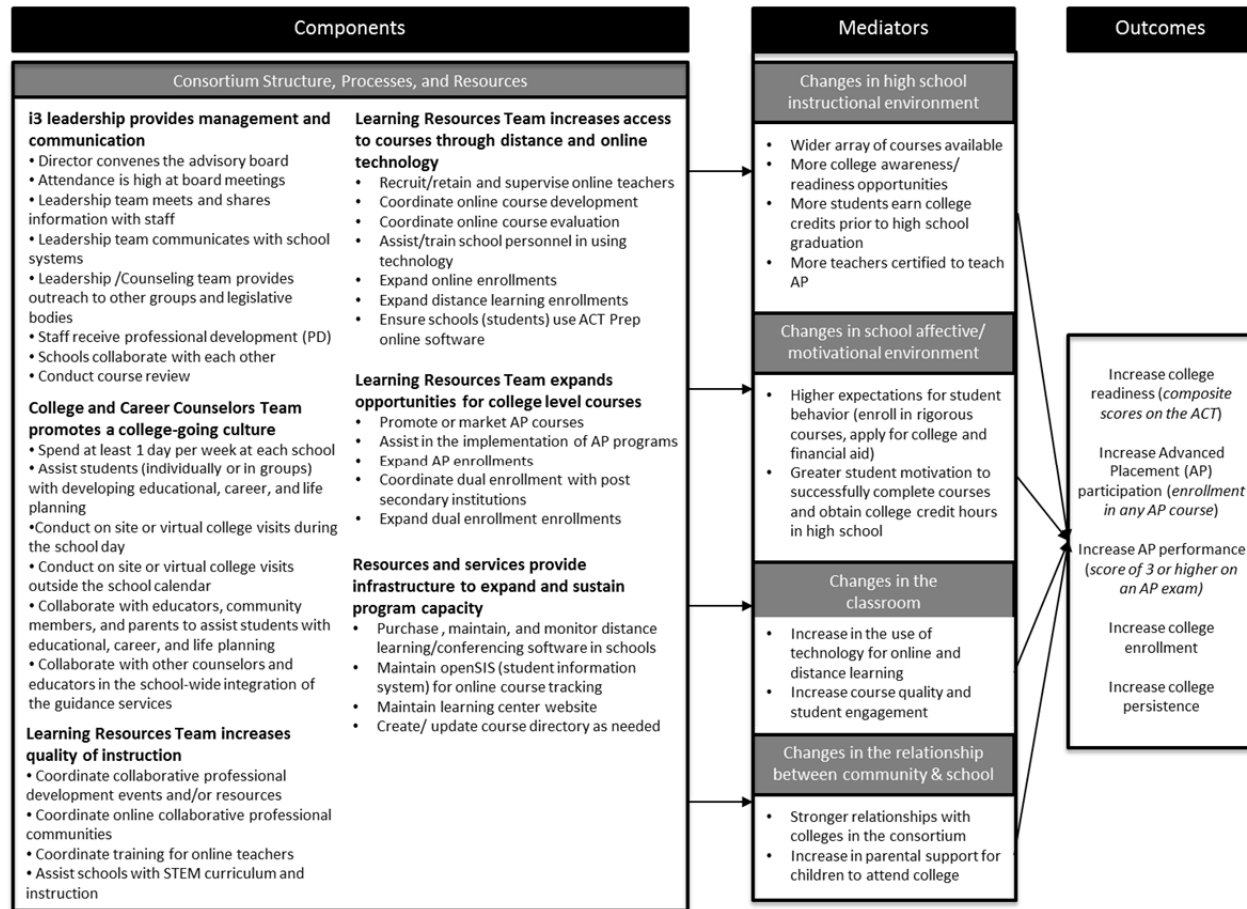 Components
Consortium Structure, Processes, and Resources
i3 leadership provides management and
communication
• Director convenes the advisory board
• Attendance is high at board meetings
• Leadership team meets and shares
information with staff
• Leadership team communicates with school
systems
• Leadership /Counseling team provides
outreach to other groups and legislative
bodies
• Staff receive professional development (PD)
• Schools collaborate with each other
• Conduct course review
College and Career Counselors Team
promotes a college-going culture
• Spend at least 1 day per week at each school
• Assist students (individually or in groups)
with developing educational, career, and life
planning
•Conduct on site or virtual college visits during
the school day
• Conduct on site or virtual college visits
outside the school calendar
• Collaborate with educators, community
members, and parents to assist students with
educational, career, and life planning
• Collaborate with other counselors and
educators in the school-wide integration of
the guidance services
Learning Resources Team increases
quality of instruction
• Coordinate collaborative professional
development events and/or resources
• Coordinate online collaborative professional
communities
• Coordinate training for online teachers
• Assist schools with STEM curriculum and
instruction
Learning Resources Team increases access
to courses through distance and online
technology
• Recruit/retain and supervise online teachers
• Coordinate online course development
• Coordinate online course evaluation
• Assist/train school personnel in using
technology
• Expand online enrollments
• Expand distance learning enrollments
• Ensure schools (students) use ACT Prep
online software
Learning Resources Team expands
opportunities for college level courses
• Promote or market AP courses
• Assist in the implementation of AP programs
• Expand AP enrollments
• Coordinate dual enrollment with post
secondary institutions
• Expand dual enrollment enrollments
Resources and services provide
infrastructure to expand and sustain
program capacity
• Purchase , maintain, and monitor distance
learning/conferencing software in schools
• Maintain openSIS (student information
system) for online course tracking
• Maintain learning center website
• Create/ update course directory as needed
Mediators
Changes in high school
instructional environment
• Wider array of courses available
• More college awareness/
readiness opportunities
• More students earn college
credits prior to high school
graduation
• More teachers certified to teach
AP
Changes in school affective/
motivational environment
• Higher expectations for student
behavior (enroll in rigorous
courses, apply for college and
financial aid)
• Greater student motivation to
successfully complete courses
and obtain college credit hours
in high school
Changes in the
classroom
• Increase in the use of
technology for online and
distance learning
• Increase course quality and
student engagement
Changes in the relationship
between community & school
• Stronger relationships with
colleges in the consortium
• Increase in parental support for
children to attend college
Outcomes
Increase college
readiness (composite
scores on the ACT)
Increase Advanced
Placement (AP)
participation (enrollment
in any AP course)
Increase AP performance
(score of 3 or higher on
an AP exam)
Increase college
enrollment
Increase college
persistence